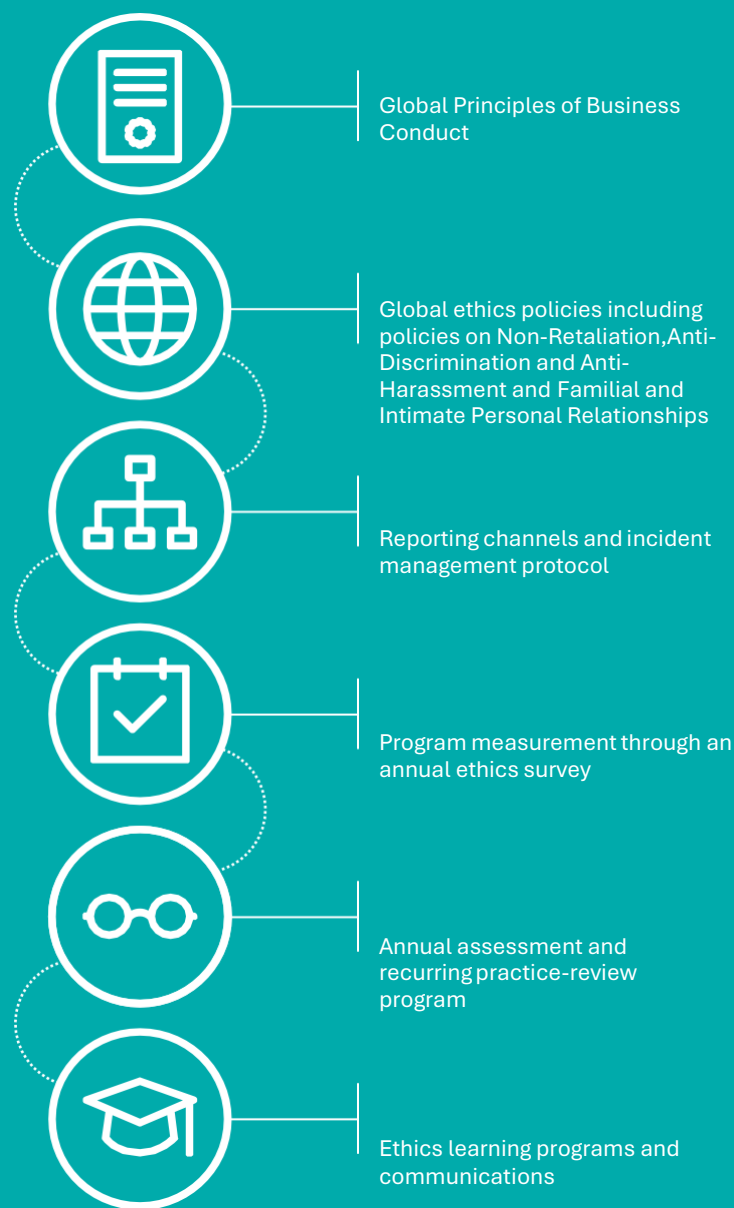 Global Principles of Business
Conduct
Global ethics policies including
policies on Non-Retaliation,Anti-
Discrimination and Anti-
Harassment and Familial and
Intimate Personal Relationships
Reporting channels and incident
management protocol
Program measurement through an
annual ethics survey
Annual assessment and
recurring practice-review
program
Ethics learning programs and
communications